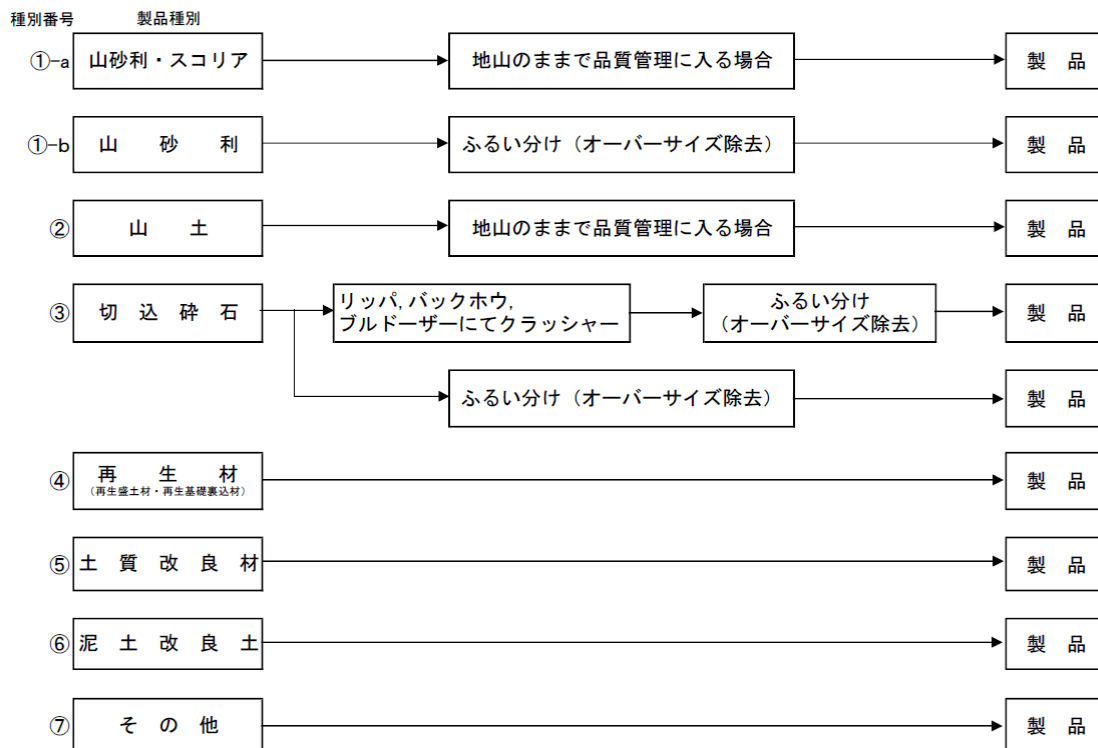 種別番号 製品種別
①-a 山砂利・スコリア 地山のままで品質管理に入る場合 製 品
①-b 山 砂 利 ふるい分け（オーバーサイズ除去） 製 品
② 山 土 地山のままで品質管理に入る場合 製 品
③ 切 込 砕 石 リッパ,バックホウ,
ブルドーザーにてクラッシャー ふるい分け
（オーバーサイズ除去） 製 品
ふるい分け（オーバーサイズ除去） 製 品
④ 再 生 材
（再生盛土材・再生基礎裏込材） 製 品
⑤ 土 質 改 良 材 製 品
⑥ 泥 土 改 良 土 製 品
⑦ そ の 他 製 品